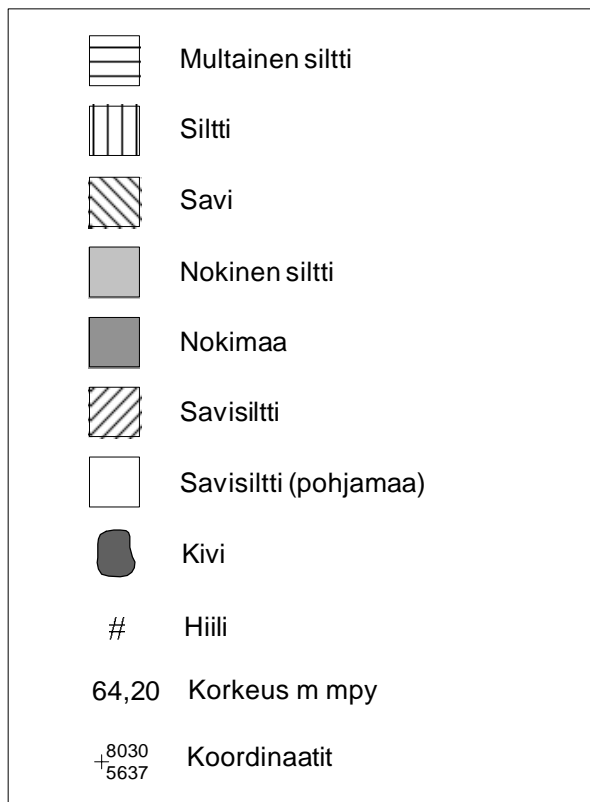 Multainen siltti
Siltti
Savi
Nokinen siltti
Nokimaa
Savisiltti
Savisiltti (pohjamaa)
Kivi
# Hiili
64,20 Korkeus m mpy
+8030
5637 Koordinaatit